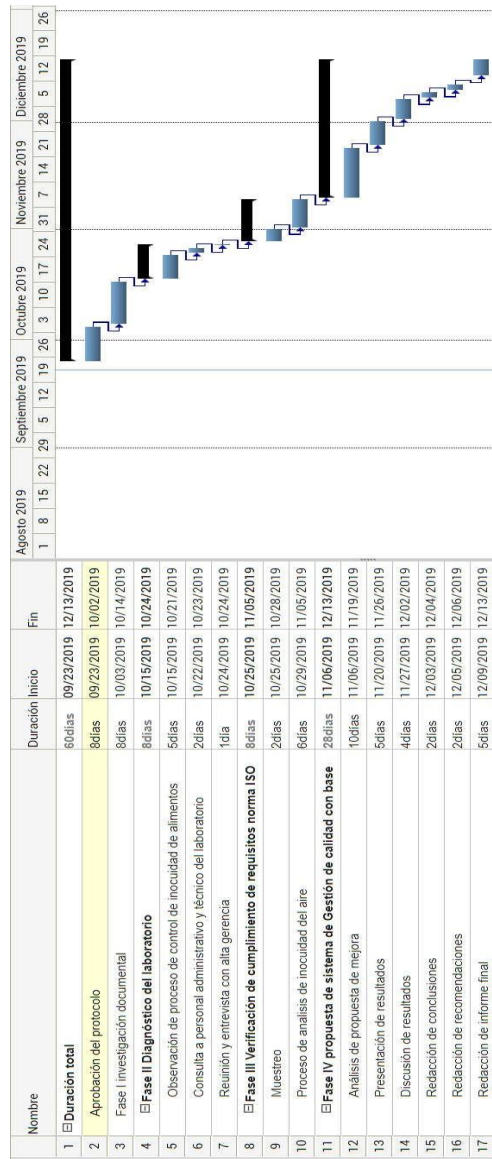 Nombre Duración Inicio Fin
Agosto 2019 Septiembre 2019 Octubre 2019 Noviembre 2019 Diciembre 2019
1 8 15 22 29 5 12 19 26 3 10 17 24 31 7 14 21 28 5 12 19 26
1 Duración total 60días 09/23/2019 12/13/2019
2 Aprobación del protocolo 8días 09/23/2019 10/02/2019
3 Fase I investigación documental 8días 10/03/2019 10/14/2019
4 Fase II Diagnóstico del laboratorio 8días 10/15/2019 10/24/2019
5 Observación de proceso de control de inocuidad de alimentos 5días 10/15/2019 10/21/2019
6 Consulta a personal administrativo y técnico del laboratorio 2días 10/22/2019 10/23/2019
7 Reuinión y entrevista con alta gerencia 1día 10/24/2019 10/24/2019
8 Fase III Verificación de cumplimiento de requisitos norma ISO 8días 10/25/2019 11/05/2019
9 Muestreo 2días 10/25/2019 10/28/2019
10 Proceso de analisis de inocuidad del aire 6días 10/29/2019 11/05/2019
11 Fase IV propuesta de sistema de Gestión de calidad con base 28días 11/06/2019 12/13/2019
12 Análisis de propuesta de mejora 10días 11/06/2019 11/19/2019
13 Presentación de resultados 5días 11/20/2019 11/26/2019
14 Discusión de resultados 4días 11/27/2019 12/02/2019
15 Redacción de conclusiones 2días 12/03/2019 12/04/2019
16 Redacción de recomendaciones 2días 12/05/2019 12/06/2019
17 Redacción de informe final 5días 12/09/2019 12/13/2019